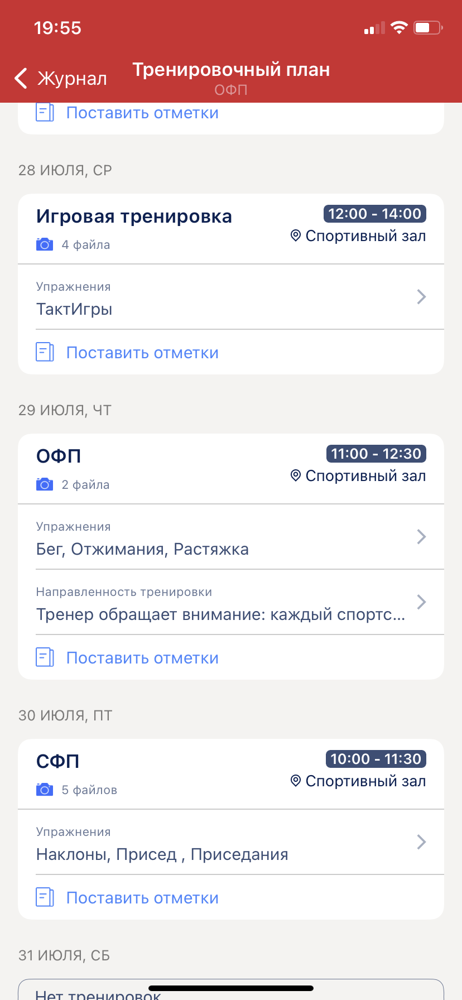 19:55
Журнал
Тренировочный план
ОФП
Поставить отметки
28 ИЮЛЯ, СР
Игровая тренировка
12:00 - 14:00
4 файла
Спортивный зал
Упражнения
ТактИгры
Поставить отметки
29 ИЮЛЯ, ЧТ
ОФП
11:00 - 12:30
2 файла
Спортивный зал
Упражнения
Бег, Отжимания, Растяжка
Направленность тренировки
Тренер обращает внимание: каждый спортс...
Поставить отметки
30 ИЮЛЯ, ПТ
СФП
10:00 - 11:30
5 файлов
Спортивный зал
Упражнения
Наклоны, Присед , Приседания
Поставить отметки
31 ИЮЛЯ, СБ
Нет тренировок